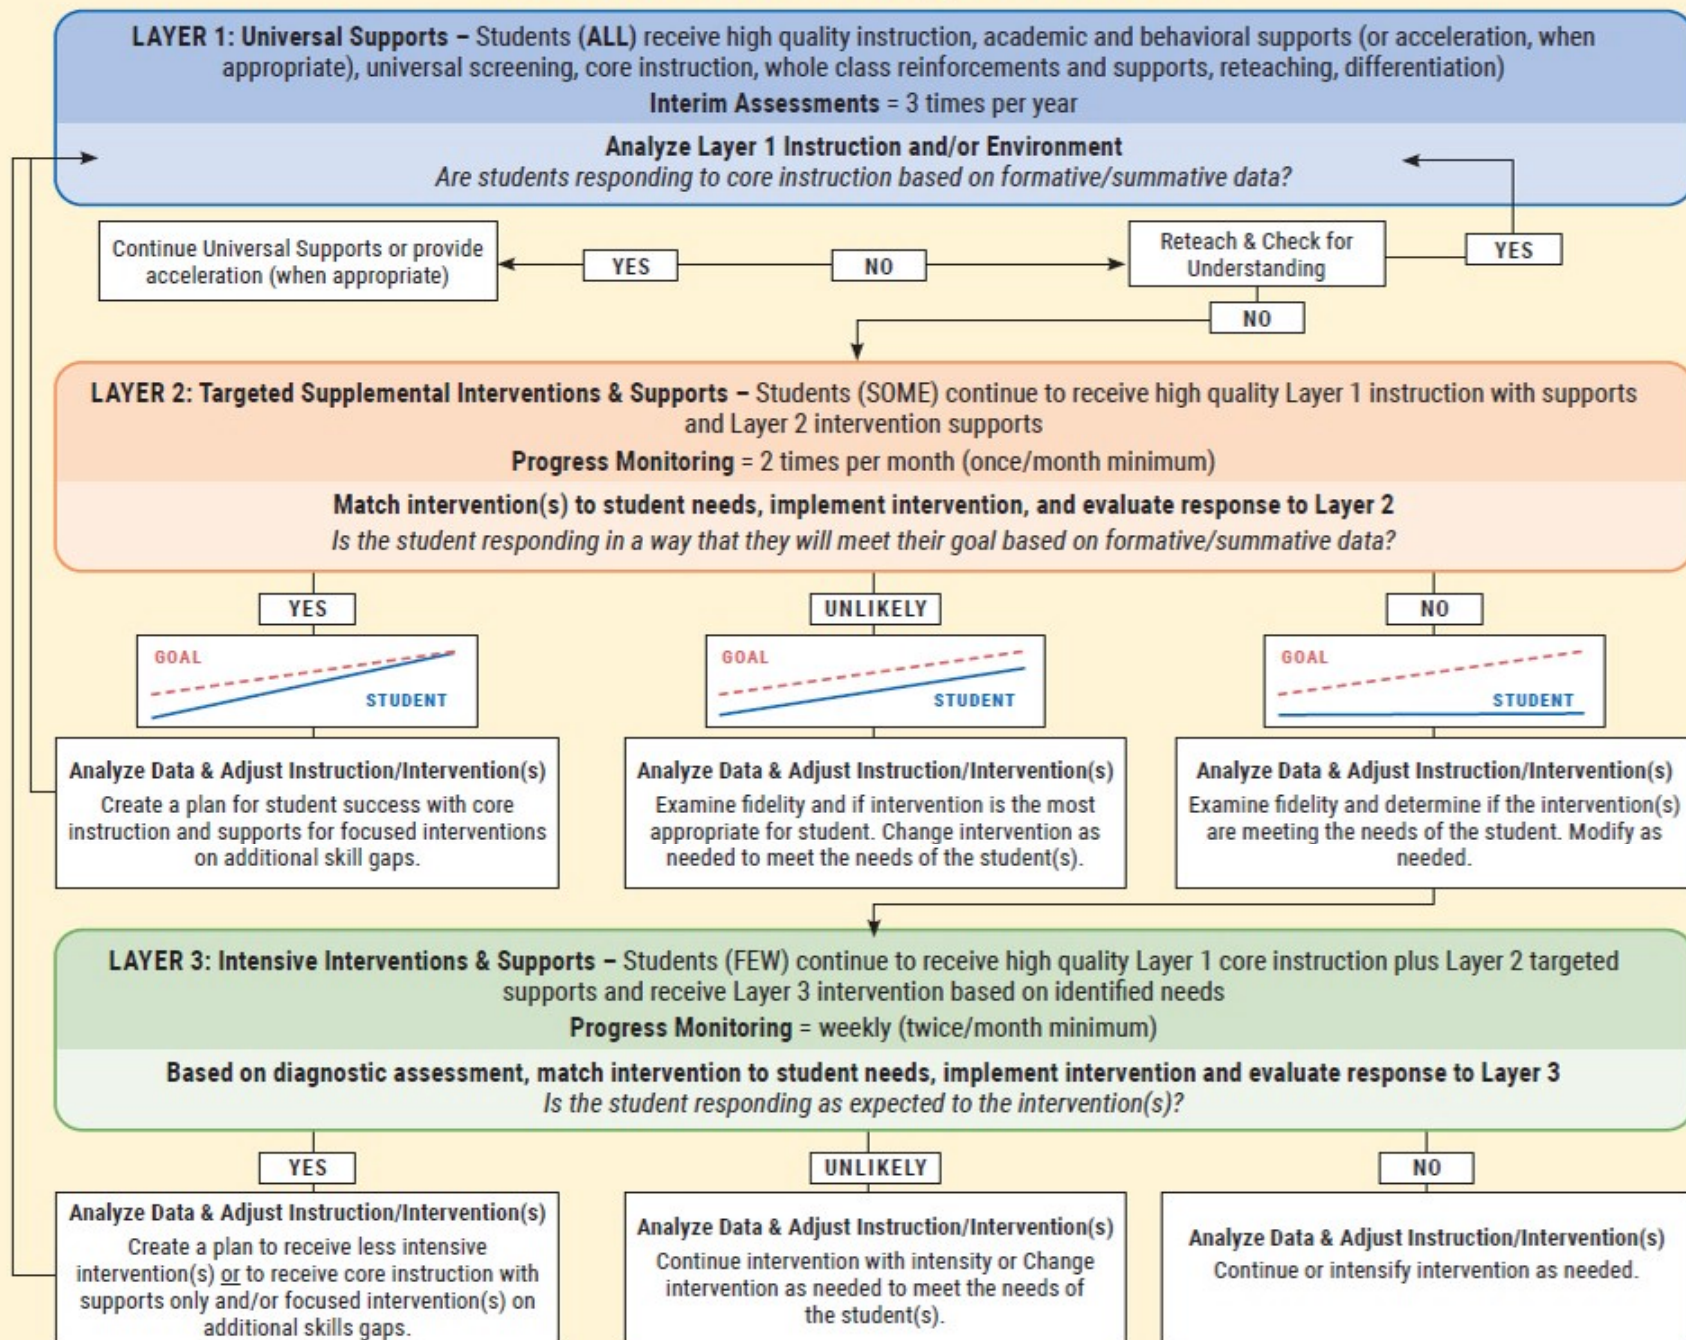 LAYER 1: Universal Supports – Students (ALL) receive high quality instruction, academic and behavioral supports (or acceleration, when
appropriate), universal screening, core instruction, whole class reinforcements and supports, reteaching, differentiation)
Interim Assessments = 3 times per year
Analyze Layer 1 Instruction and/or Environment
Are students responding to core instruction based on formative/summative data?
Continue Universal Supports or provide
acceleration (when appropriate)
YES
NO
Reteach & Check for
Understanding
YES
NO
LAYER 2: Targeted Supplemental Interventions & Supports – Students (SOME) continue to receive high quality Layer 1 instruction with supports
and Layer 2 intervention supports
Progress Monitoring = 2 times per month (once/month minimum)
Match intervention(s) to student needs, implement intervention, and evaluate response to Layer 2
Is the student responding in a way that they will meet their goal based on formative/summative data?
YES
GOAL
STUDENT
Analyze Data & Adjust Instruction/Intervention(s)
Create a plan for student success with core
instruction and supports for focused interventions
on additional skill gaps.
UNLIKELY
GOAL
STUDENT
Analyze Data & Adjust Instruction/Intervention(s)
Examine fidelity and if intervention is the most
appropriate for student. Change intervention as
needed to meet the needs of the student(s).
NO
GOAL
STUDENT
Analyze Data & Adjust Instruction/Intervention(s)
Examine fidelity and determine if the intervention(s)
are meeting the needs of the student. Modify as
needed.
LAYER 3: Intensive Interventions & Supports – Students (FEW) continue to receive high quality Layer 1 core instruction plus Layer 2 targeted
supports and receive Layer 3 intervention based on identified needs
Progress Monitoring = weekly (twice/month minimum)
Based on diagnostic assessment, match intervention to student needs, implement intervention and evaluate response to Layer 3
Is the student responding as expected to the intervention(s)?
YES
Analyze Data & Adjust Instruction/Intervention(s)
Create a plan to receive less intensive
intervention(s) or to receive core instruction with
supports only and/or focused intervention(s) on
additional skills gaps.
UNLIKELY
Analyze Data & Adjust Instruction/Intervention(s)
Continue intervention with intensity or Change
intervention as needed to meet the needs of
the student(s).
NO
Analyze Data & Adjust Instruction/Intervention(s)
Continue or intensify intervention as needed.